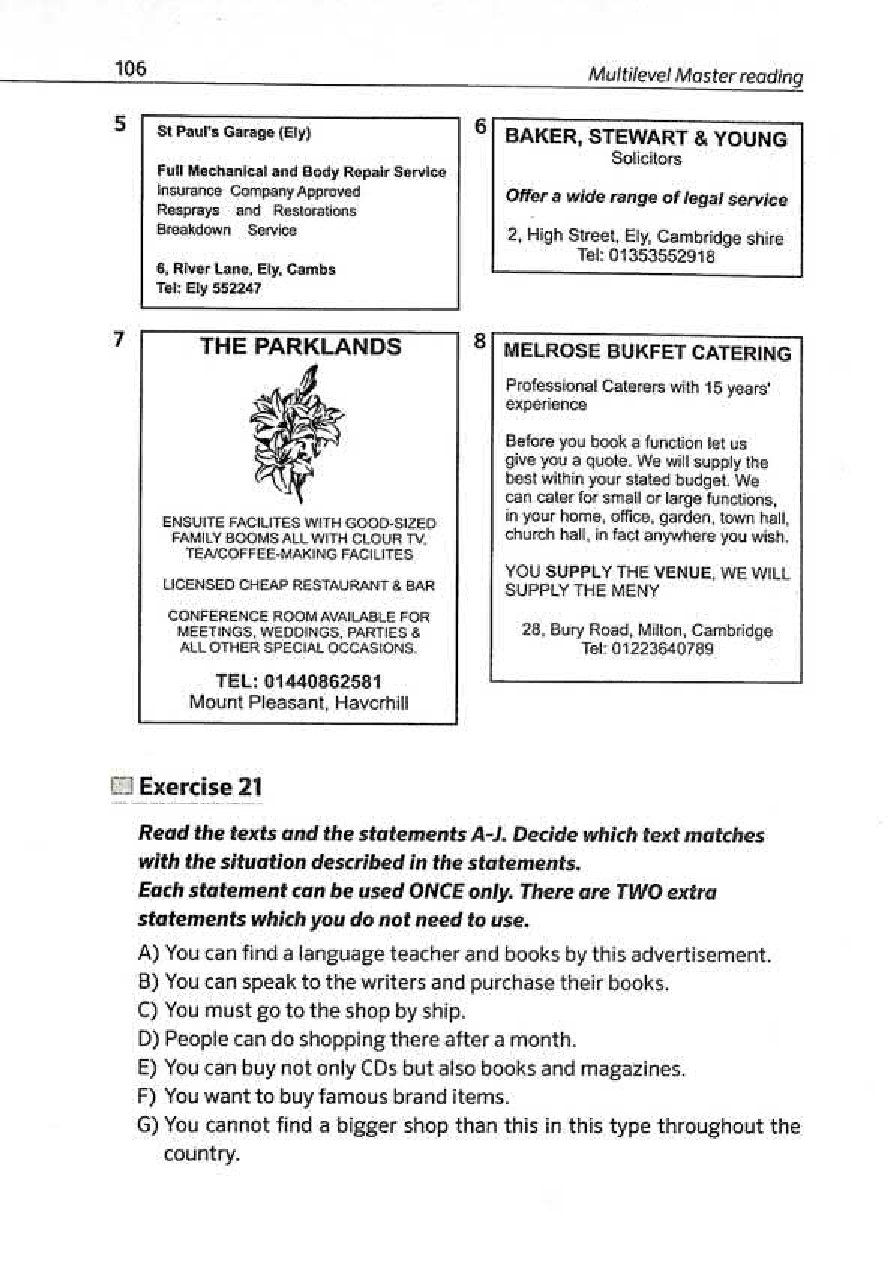 106
Multilevel Master reading
5
St Paul's Garage (Ely)
Full Mechanical and Body Repair Service
Insurance Company Approved
Resprays and Restorations
Breakdown Service
6, River Lane, Ely, Cambs
Tel: Ely 552247
6
BAKER, STEWART & YOUNG
Solicitors
Offer a wide range of legal service
2, High Street, Ely, Cambridge shire
Tel: 01353552918
7
THE PARKLANDS
ENSUITE FACILITES WITH GOOD-SIZED
FAMILY BOOMS ALL WITH CLOUR TV,
TEA/COFFEE-MAKING FACILITES
LICENSED CHEAP RESTAURANT & BAR
CONFERENCE ROOM AVAILABLE FOR
MEETINGS, WEDDINGS, PARTIES &
ALL OTHER SPECIAL OCCASIONS.
TEL: 01440862581
Mount Pleasant, Haverhill
8
MELROSE BUKFET CATERING
Professional Caterers with 15 years'
experience
Before you book a function let us
give you a quote. We will supply the
best within your stated budget. We
can cater for small or large functions,
in your home, office, garden, town hall,
church hall, in fact anywhere you wish.
YOU SUPPLY THE VENUE, WE WILL
SUPPLY THE MENY
28, Bury Road, Milton, Cambridge
Tel: 01223640789
Exercise 21
Read the texts and the statements A-J. Decide which text matches
with the situation described in the statements.
Each statement can be used ONCE only. There are TWO extra
statements which you do not need to use.
A) You can find a language teacher and books by this advertisement.
B) You can speak to the writers and purchase their books.
C) You must go to the shop by ship.
D) People can do shopping there after a month.
E) You can buy not only CDs but also books and magazines.
F) You want to buy famous brand items.
G) You cannot find a bigger shop than this in this type throughout the
country.